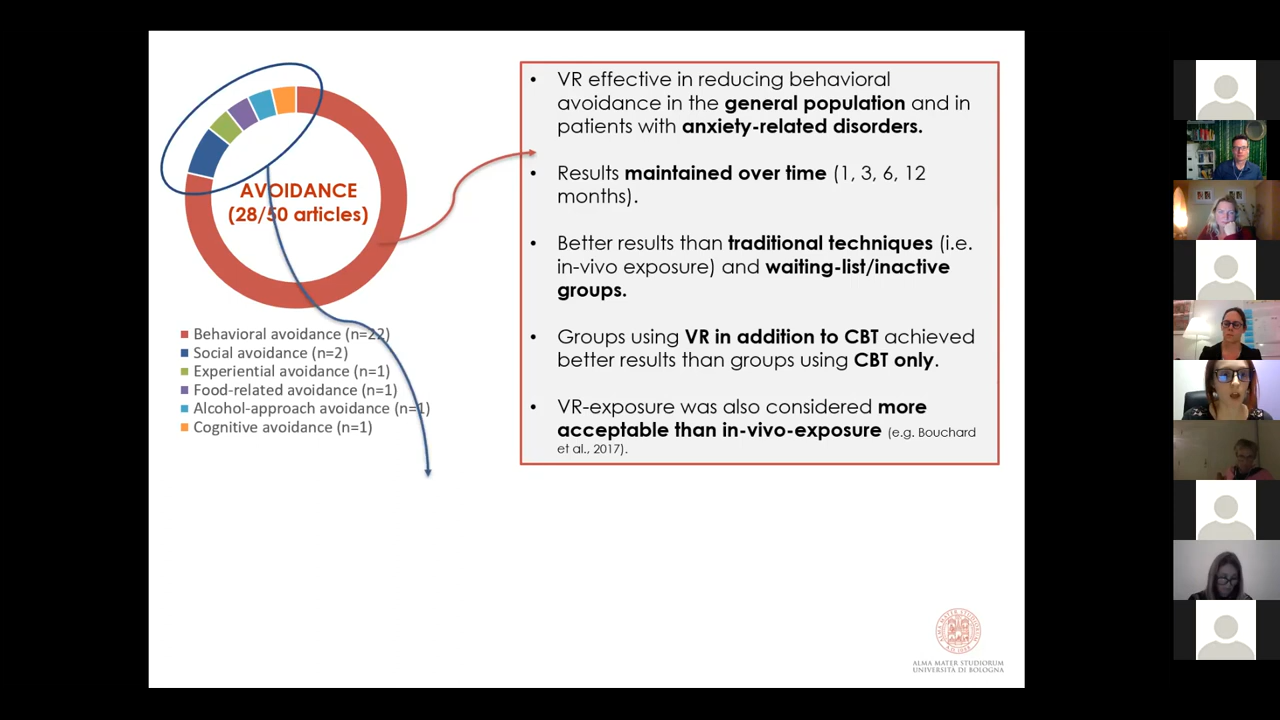 AVOIDANCE
(28/50 articles)
Behavioral avoidance (n=22)
Social avoidance (n=2)
Experiential avoidance (n=1)
Food-related avoidance (n=1)
Alcohol-approach avoidance (n=1)
Cognitive avoidance (n=1)
• VR effective in reducing behavioral
avoidance in the general population and in
patients with anxiety-related disorders.
• Results maintained over time (1, 3, 6, 12
months).
• Better results than traditional techniques (i.e.
in-vivo exposure) and waiting-list/inactive
groups.
• Groups using VR in addition to CBT achieved
better results than groups using CBT only.
• VR-exposure was also considered more
acceptable than in-vivo-exposure (e.g. Bouchard
et al., 2017).
ALMA MATER STUDIORUM
UNIVERSITÀ DI BOLOGNA